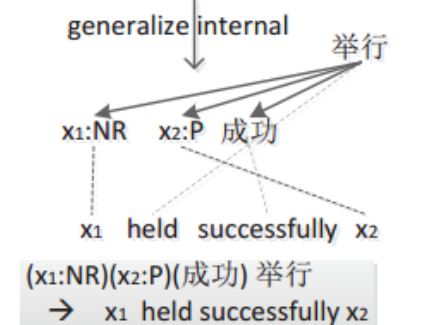 generalize internal
举行
x1:NR x2:P 成功
x1 held successfully x2
(x1:NR)(x2:P)(成功) 举行
→ x1 held successfully x2